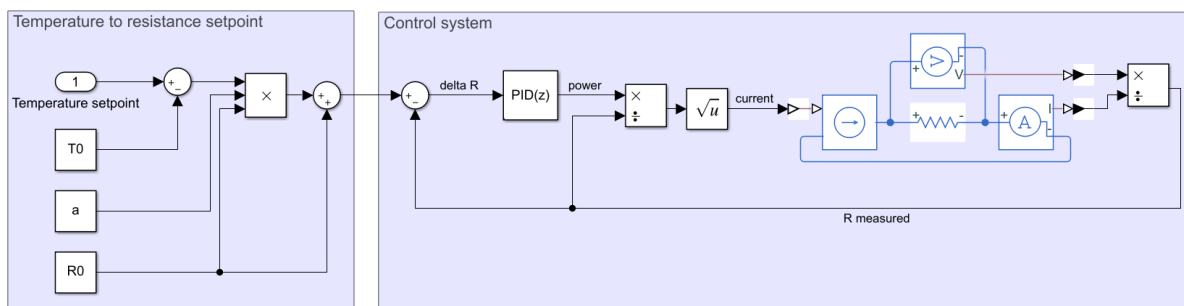 Temperature to resistance setpoint
1
Temperature setpoint
T0
a
R0
×
+
−
+
+
Control system
+
−
delta R
PID(z)
power
×
÷
√u
current
+
-
V
V
+
-
+
A
-
I
×
÷
R measured